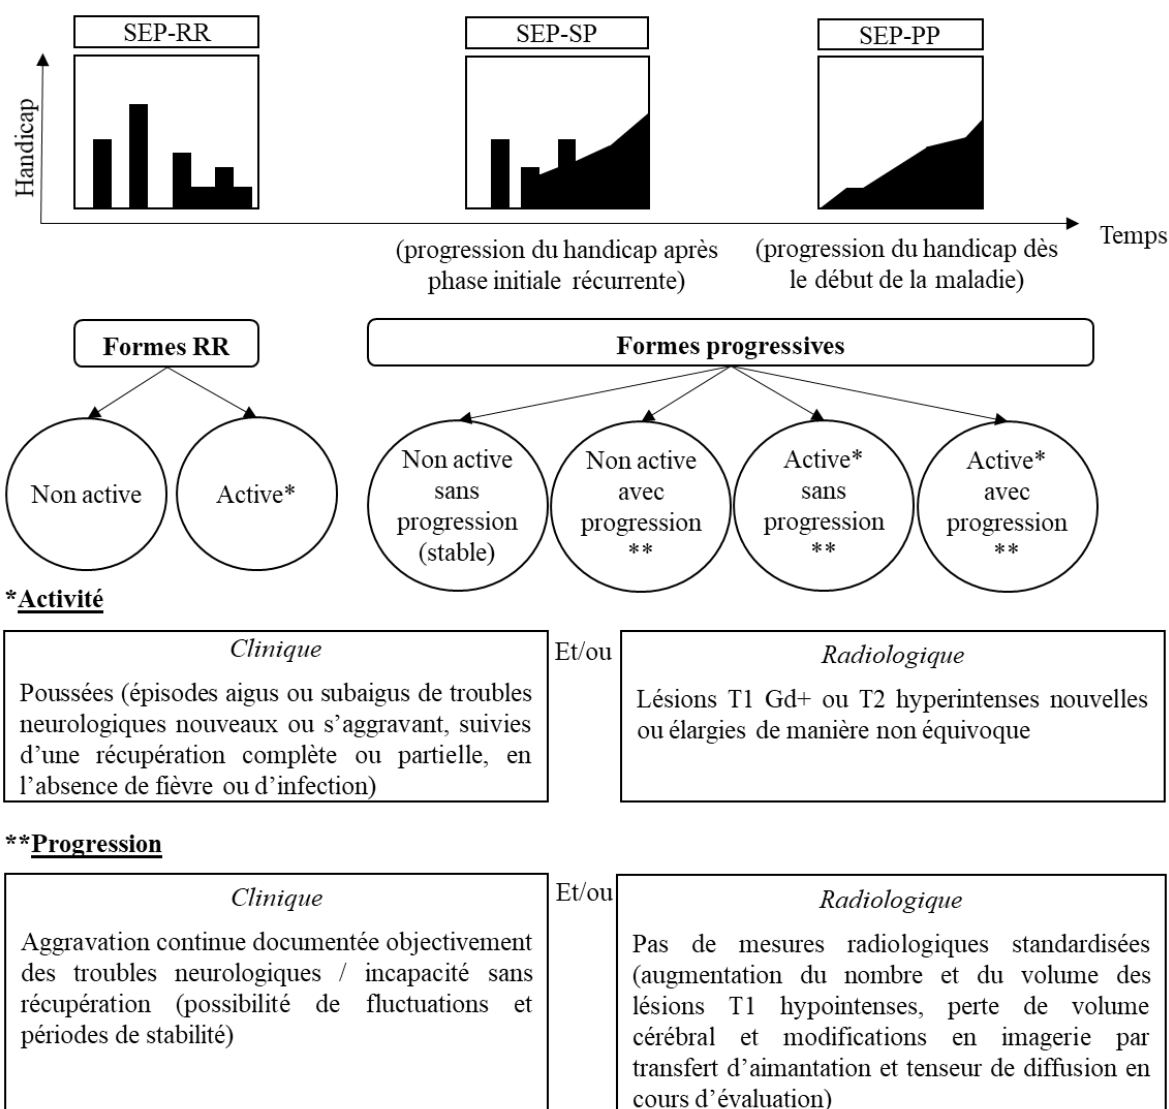 SEP-RR
SEP-SP
SEP-PP
Handicap
Temps
(progression du handicap après
phase initiale récurrente)
(progression du handicap dès
le début de la maladie)
Formes RR
Formes progressives
Non active
Active*
Non active
sans
progression
(stable)
Non active
avec
progression
**
Active*
sans
progression
**
Active*
avec
progression
**
*Activité
Clinique
Poussées (épisodes aigus ou subaigus de troubles
neurologiques nouveaux ou s’aggravant, suivies
d’une récupération complète ou partielle, en
l’absence de fièvre ou d’infection)
Et/ou
Radiologique
Lésions T1 Gd+ ou T2 hyperintenses nouvelles
ou élargies de manière non équivoque
**Progression
Clinique
Aggravation continue documentée objectivement
des troubles neurologiques / incapacité sans
récupération (possibilité de fluctuations et
périodes de stabilité)
Et/ou
Radiologique
Pas de mesures radiologiques standardisées
(augmentation du nombre et du volume des
lésions T1 hypointenses, perte de volume
cérébral et modifications en imagerie par
transfert d’aimantation et tenseur de diffusion en
cours d’évaluation)